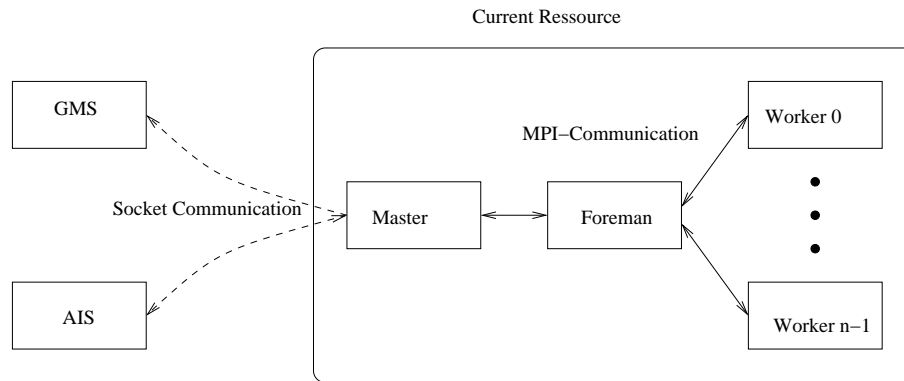 Current Ressource
GMS
Worker 0
MPI−Communication
Socket Communication
Master
Foreman
AIS
Worker n−1